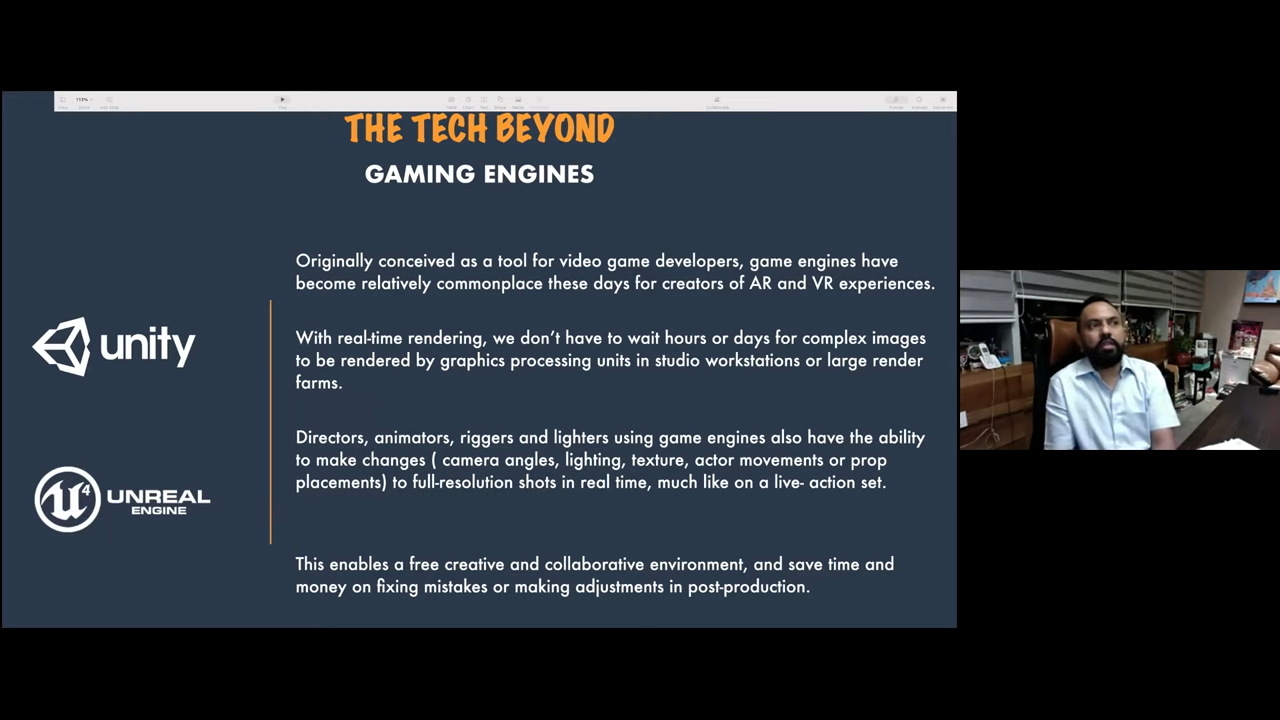 113%
THE TECH BEYOND
GAMING ENGINES
Originally conceived as a tool for video game developers, game engines have
become relatively commonplace these days for creators of AR and VR experiences.
unity
With real-time rendering, we don’t have to wait hours or days for complex images
to be rendered by graphics processing units in studio workstations or large render
farms.
Directors, animators, riggers and lighters using game engines also have the ability
to make changes ( camera angles, lighting, texture, actor movements or prop
placements) to full-resolution shots in real time, much like on a live- action set.
U4 UNREAL
ENGINE
This enables a free creative and collaborative environment, and save time and
money on fixing mistakes or making adjustments in post-production.